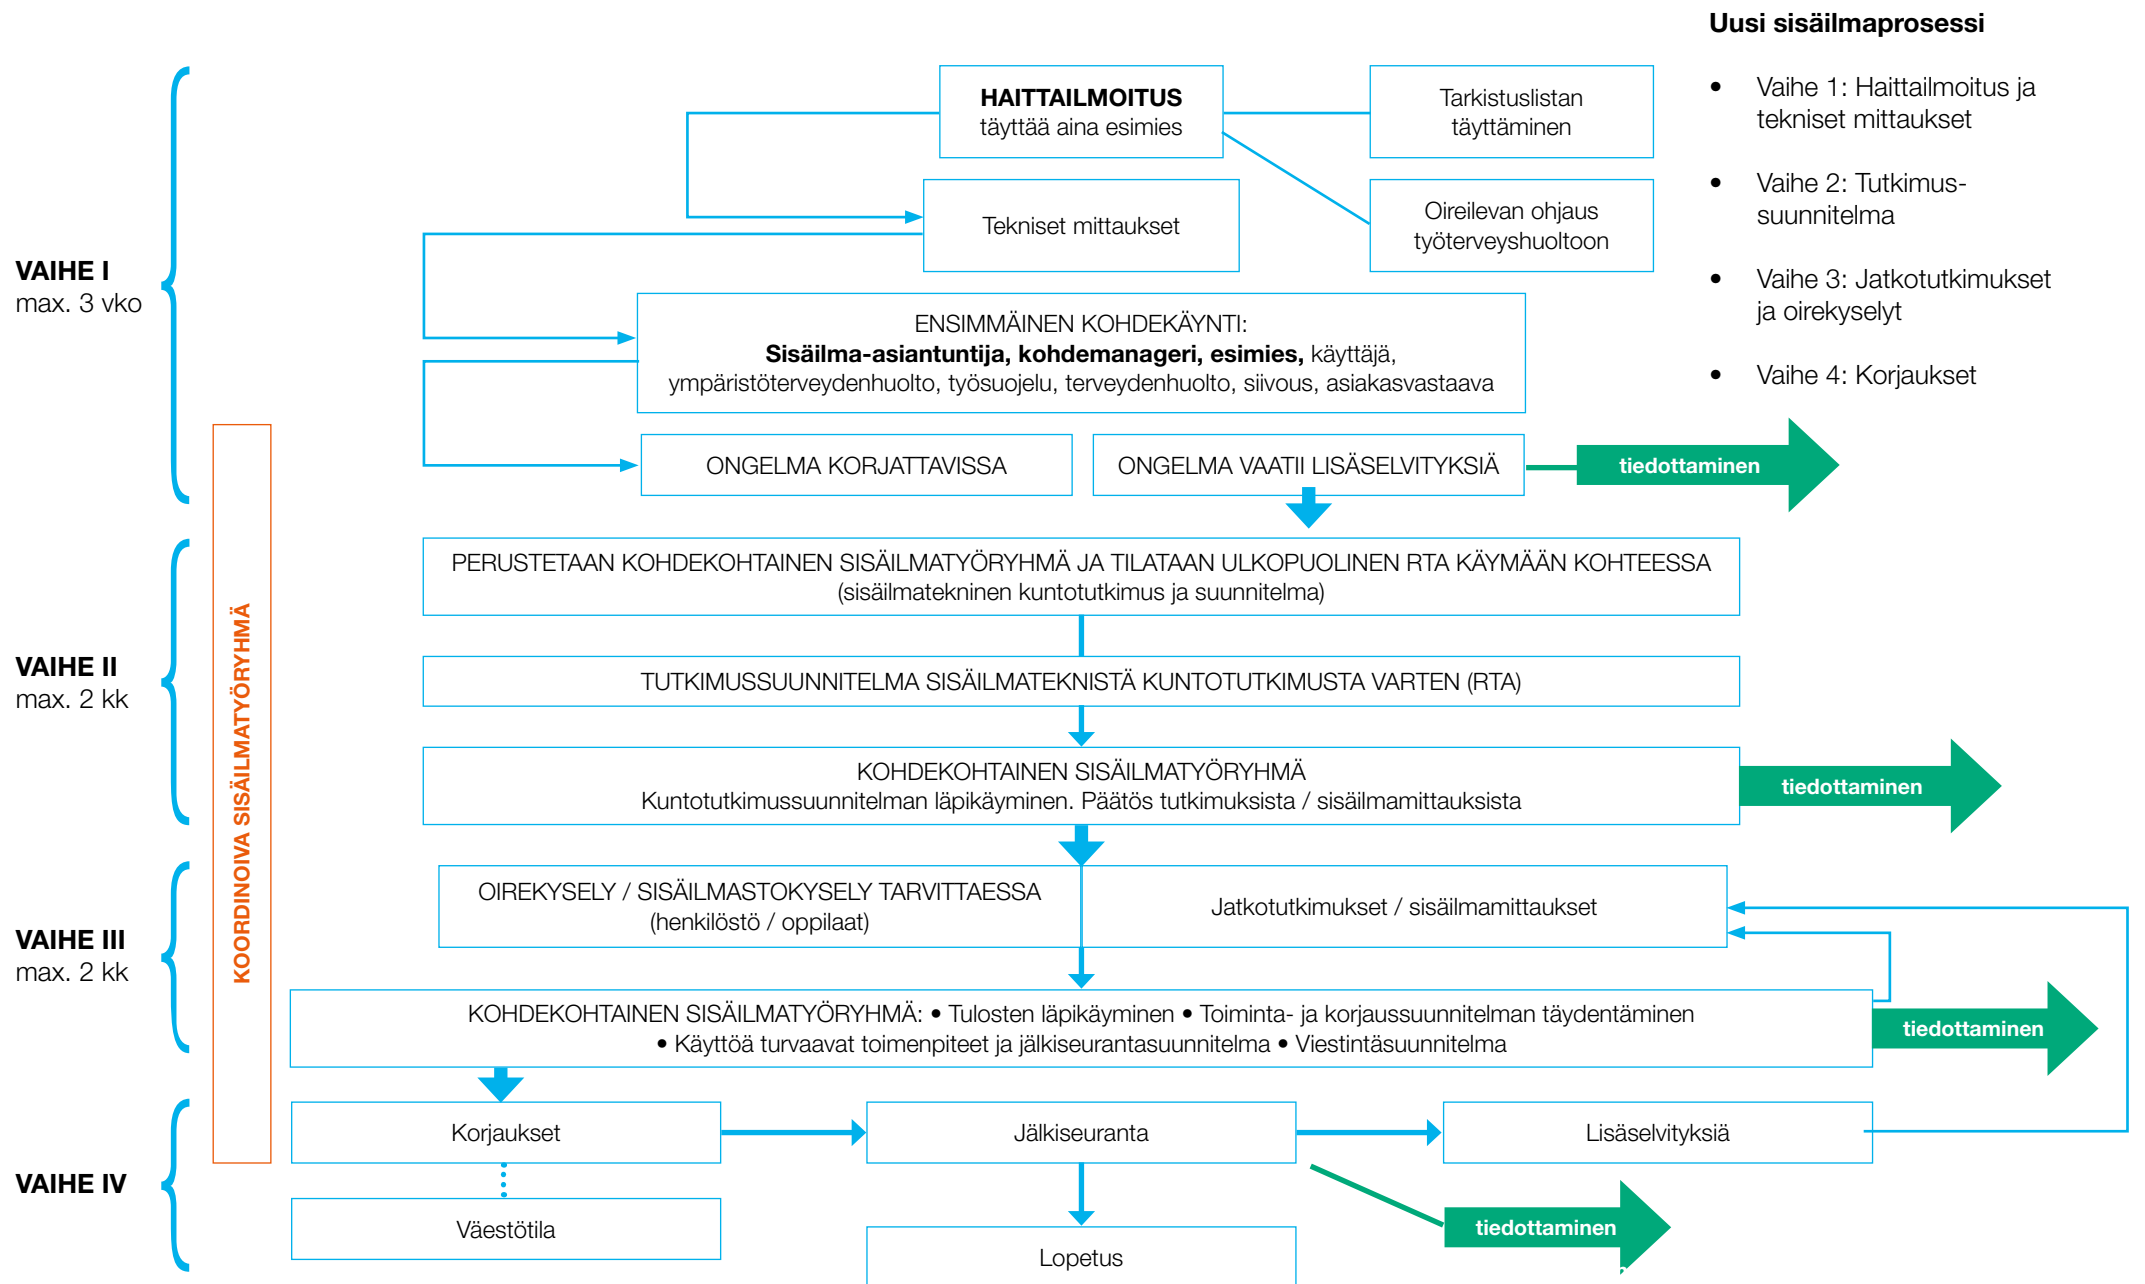 Uusi sisäilmaprosessi
• Vaihe 1: Haittailmoitus ja
tekniset mittaukset
• Vaihe 2: Tutkimus-
suunnitelma
• Vaihe 3: Jatkotutkimukset
ja oirekyselyt
• Vaihe 4: Korjaukset
VAIHE I
max. 3 vko
HAITTAILMOITUS
täyttää aina esimies
Tarkistuslistan
täyttäminen
Tekniset mittaukset
Oireilevan ohjaus
työterveyshuoltoon
ENSIMMÄINEN KOHDEKÄYNTI:
Sisäilma-asiantuntija, kohdemanageri, esimies, käyttäjä,
ympäristöterveydenhuolto, työsuojelu, terveydenhuolto, siivous, asiakasvastaava
ONGELMA KORJATTAVISSA
ONGELMA VAATII LISÄSELVITYKSIÄ
tiedottaminen
KOORDINOIVA SISÄILMATYÖRYHMÄ
VAIHE II
max. 2 kk
PERUSTETAAN KOHDEKOHTAINEN SISÄILMATYÖRYHMÄ JA TILATAAN ULKOPUOLINEN RTA KÄYMÄÄN KOHTEESSA
(sisäilmatekninen kuntotutkimus ja suunnitelma)
TUTKIMUSSUUNNITELMA SISÄILMATEKNISTÄ KUNTOTUTKIMUSTA VARTEN (RTA)
KOHDEKOHTAINEN SISÄILMATYÖRYHMÄ
Kuntotutkimussuunnitelman läpikäyminen. Päätös tutkimuksista / sisäilmamittauksista
tiedottaminen
VAIHE III
max. 2 kk
OIREKYSELY / SISÄILMASTOKYSELY TARVITTAESSA
(henkilöstö / oppilaat)
Jatkotutkimukset / sisäilmamittaukset
KOHDEKOHTAINEN SISÄILMATYÖRYHMÄ: • Tulosten läpikäyminen • Toiminta- ja korjaussuunnitelman täydentäminen
• Käyttöä turvaavat toimenpiteet ja jälkiseurantasuunnitelma • Viestintäsuunnitelma
tiedottaminen
VAIHE IV
Korjaukset
Jälkiseuranta
Lisäselvityksiä
Väestötila
Lopetus
tiedottaminen